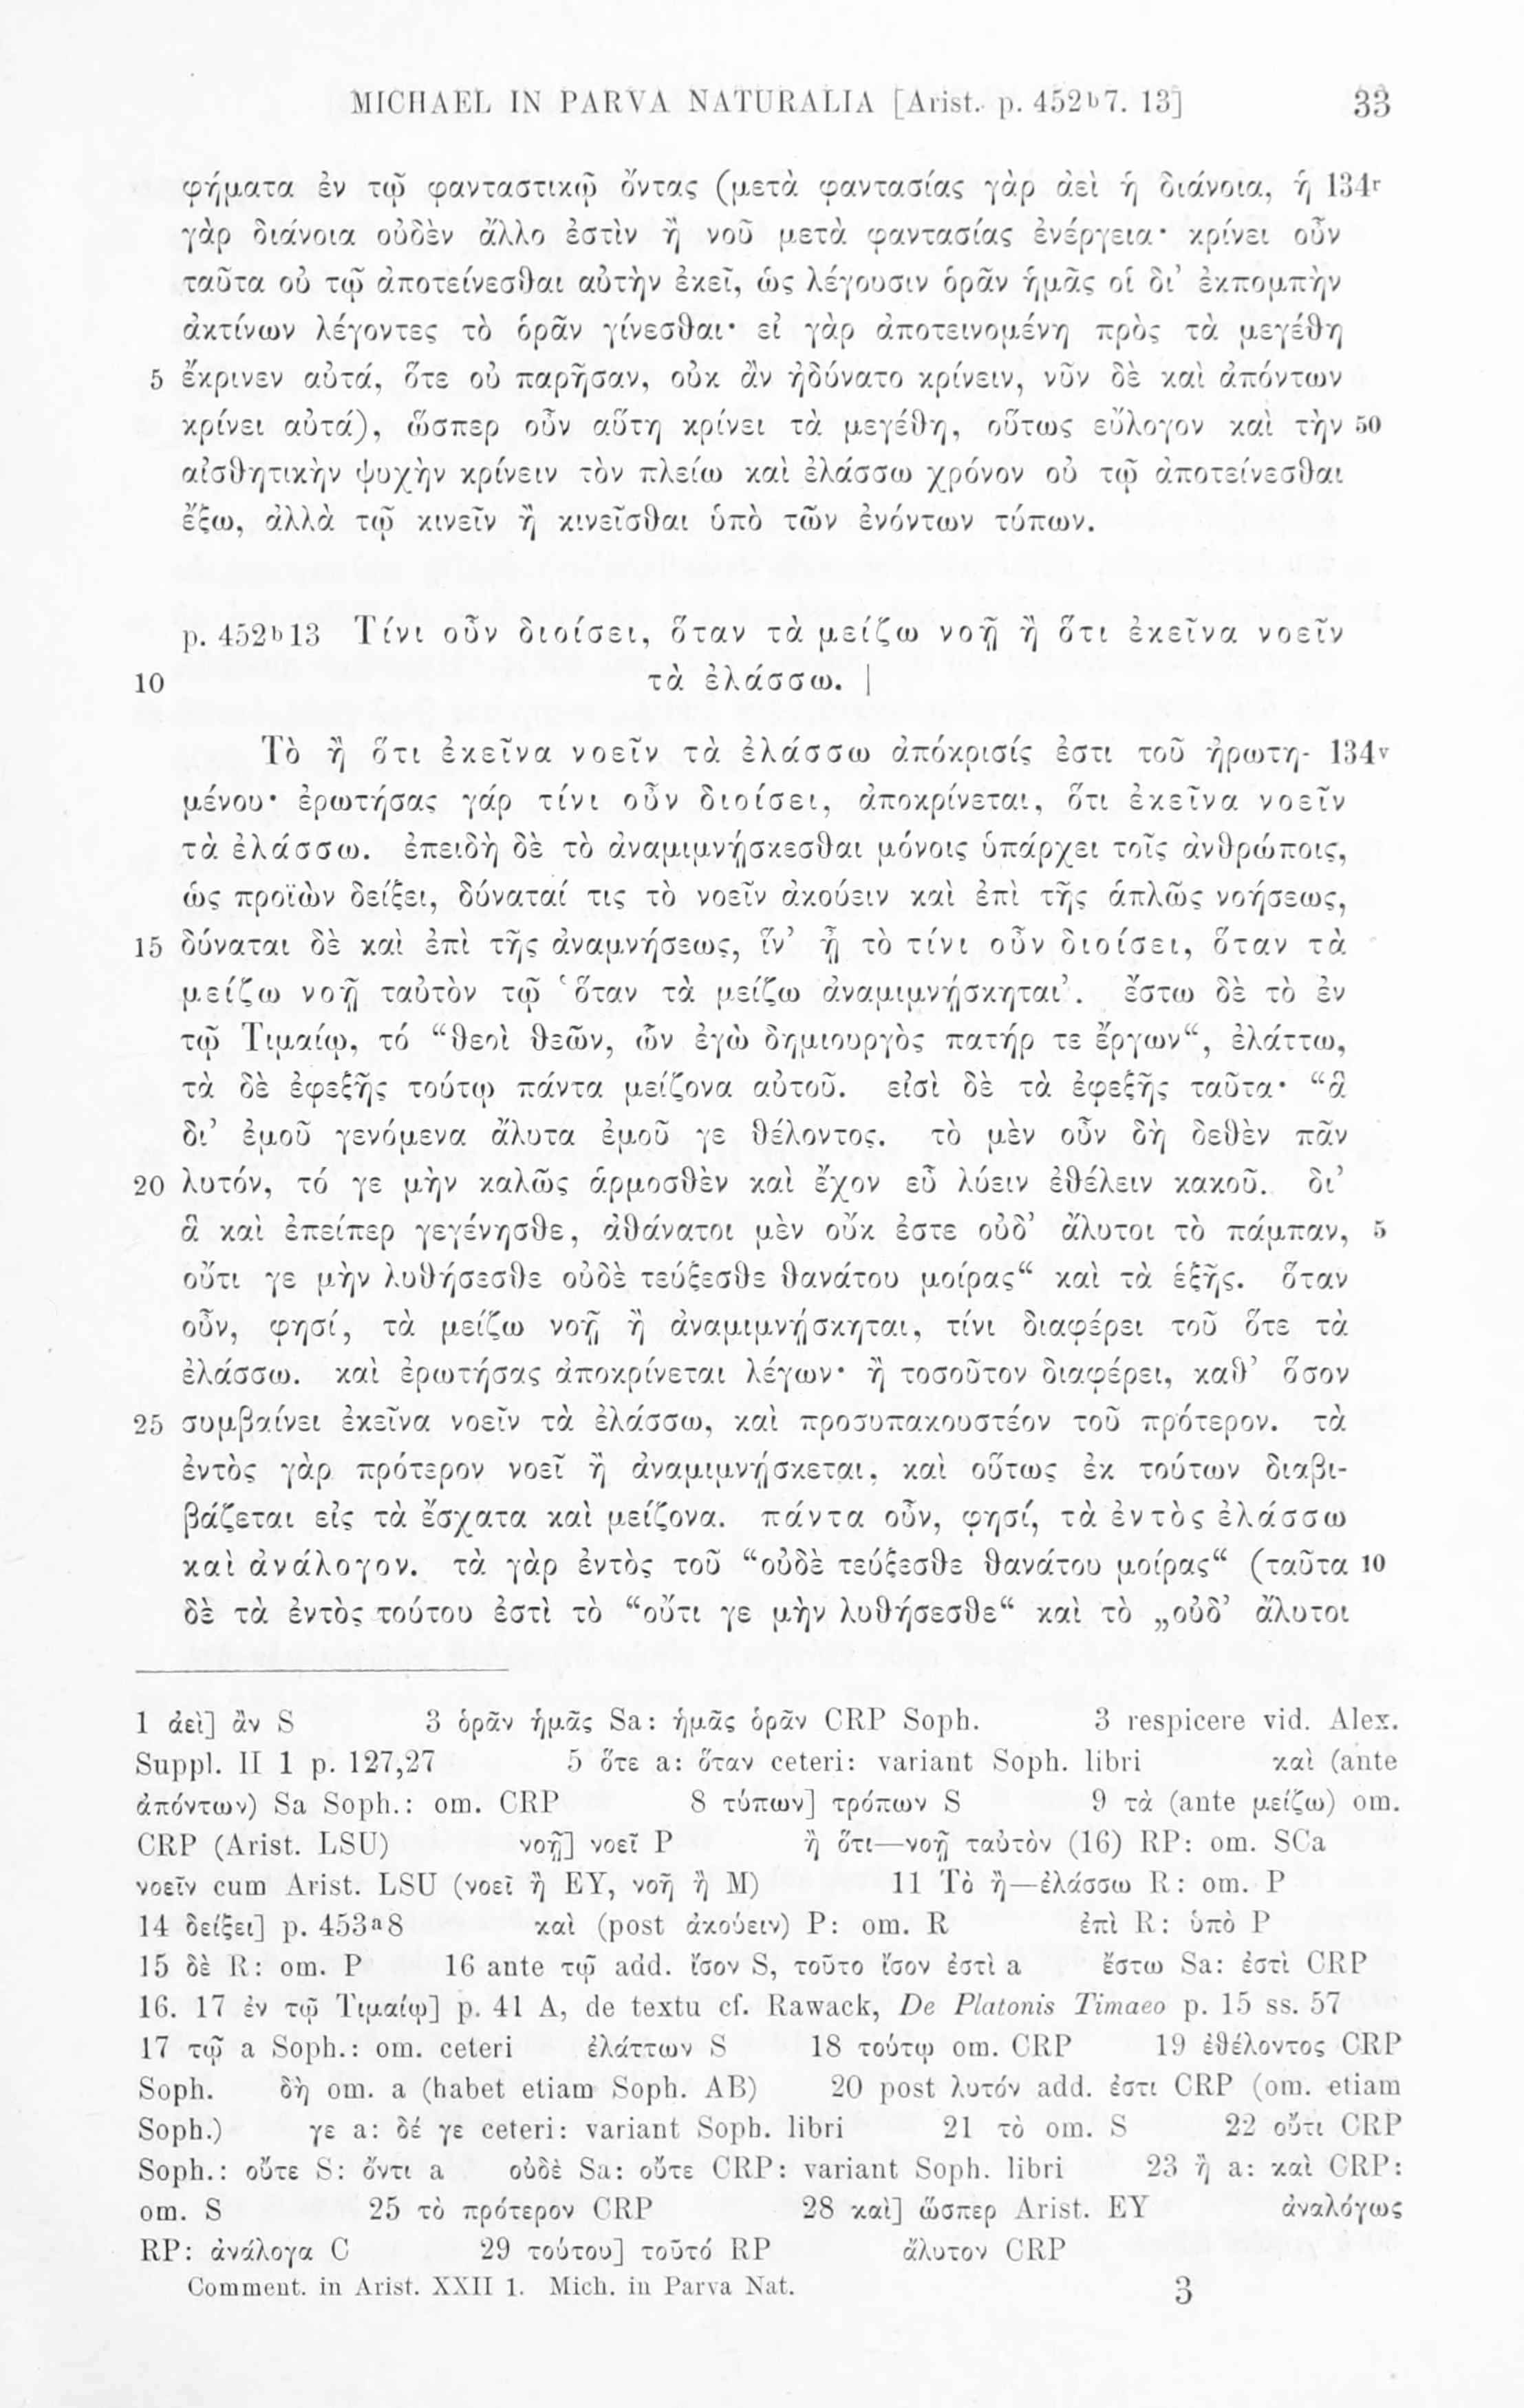 MICHAEL IN PARVA NATURALIA [Arist. p. 452ᵇ7. 13] 33
φήματα ἐν τῷ φανταστικῷ ὄντας (μετὰ φαντασίας γὰρ ἀεὶ ἡ διάνοια, ἡ 134ʳ
γὰρ διάνοια οὐδὲν ἄλλο ἐστὶν ἢ νοῦ μετὰ φαντασίας ἐνέργεια· κρίνει οὖν
ταῦτα οὐ τῷ ἀποτείνεσθαι αὐτὴν ἐκεῖ, ὡς λέγουσιν ὁρᾶν ἡμᾶς οἱ δι’ ἐκπομπὴν
ἀκτίνων λέγοντες τὸ ὁρᾶν γίνεσθαι· εἰ γὰρ ἀποτεινομένη πρὸς τὰ μεγέθη
5 ἔκρινεν αὐτά, ὅτε οὐ παρῆσαν, οὐκ ἂν ἠδύνατο κρίνειν, νῦν δὲ καὶ ἀπόντων
κρίνει αὐτά), ὥσπερ οὖν αὕτη κρίνει τὰ μεγέθη, οὕτως εὔλογον καὶ τὴν 50
αἰσθητικὴν ψυχὴν κρίνειν τὸν πλείω καὶ ἐλάσσω χρόνον οὐ τῷ ἀποτείνεσθαι
ἔξω, ἀλλὰ τῷ κινεῖν ἢ κινεῖσθαι ὑπὸ τῶν ἐνόντων τύπων.
p. 452ᵇ13 Τίνι οὖν διοίσει, ὅταν τὰ μείζω νοῇ ἢ ὅτι ἐκεῖνα νοεῖν
10 τὰ ἐλάσσω. |
Τὸ ἢ ὅτι ἐκεῖνα νοεῖν τὰ ἐλάσσω ἀπόκρισίς ἐστι τοῦ ἠρωτη- 134ᵛ
μένου· ἐρωτήσας γάρ τίνι οὖν διοίσει, ἀποκρίνεται, ὅτι ἐκεῖνα νοεῖν
τὰ ἐλάσσω. ἐπειδὴ δὲ τὸ ἀναμιμνῄσκεσθαι μόνοις ὑπάρχει τοῖς ἀνθρώποις,
ὡς προϊὼν δείξει, δύναταί τις τὸ νοεῖν ἀκούειν καὶ ἐπὶ τῆς ἁπλῶς νοήσεως,
15 δύναται δὲ καὶ ἐπὶ τῆς ἀναμνήσεως, ἵν’ ᾖ τὸ τίνι οὖν διοίσει, ὅταν τὰ
μείζω νοῇ ταὐτὸν τῷ ‘ὅταν τὰ μείζω ἀναμιμνῄσκηται’. ἔστω δὲ τὸ ἐν
τῷ Τιμαίῳ, τό “θεοὶ θεῶν, ὧν ἐγὼ δημιουργὸς πατήρ τε ἔργων“, ἐλάττω,
τὰ δὲ ἐφεξῆς τούτῳ πάντα μείζονα αὐτοῦ. εἰσὶ δὲ τὰ ἐφεξῆς ταῦτα· “ἃ
δι’ ἐμοῦ γενόμενα ἄλυτα ἐμοῦ γε θέλοντος. τὸ μὲν οὖν δὴ δεθὲν πᾶν
20 λυτόν, τό γε μὴν καλῶς ἁρμοσθὲν καὶ ἔχον εὖ λύειν ἐθέλειν κακοῦ. δι’
ἃ καὶ ἐπείπερ γεγένησθε, ἀθάνατοι μὲν οὔκ ἐστε οὐδ’ ἄλυτοι τὸ πάμπαν, 5
οὔτι γε μὴν λυθήσεσθε οὐδὲ τεύξεσθε θανάτου μοίρας“ καὶ τὰ ἑξῆς. ὅταν
οὖν, φησί, τὰ μείζω νοῇ ἢ ἀναμιμνῄσκηται, τίνι διαφέρει τοῦ ὅτε τὰ
ἐλάσσω. καὶ ἐρωτήσας ἀποκρίνεται λέγων· ἢ τοσοῦτον διαφέρει, καθ’ ὅσον
25 συμβαίνει ἐκεῖνα νοεῖν τὰ ἐλάσσω, καὶ προσυπακουστέον τοῦ πρότερον. τὰ
ἐντὸς γὰρ πρότερον νοεῖ ἢ ἀναμιμνῄσκεται, καὶ οὕτως ἐκ τούτων διαβι-
βάζεται εἰς τὰ ἔσχατα καὶ μείζονα. πάντα οὖν, φησί, τὰ ἐντὸς ἐλάσσω
καὶ ἀνάλογον. τὰ γὰρ ἐντὸς τοῦ “οὐδὲ τεύξεσθε θανάτου μοίρας“ (ταῦτα 10
δὲ τὰ ἐντὸς τούτου ἐστὶ τὸ “οὔτι γε μὴν λυθήσεσθε“ καὶ τὸ „οὐδ’ ἄλυτοι
1 ἀεὶ] ἂν S 3 ὁρᾶν ἡμᾶς Sa: ἡμᾶς ὁρᾶν CRP Soph. 3 respicere vid. Alex.
Suppl. II 1 p. 127,27 5 ὅτε a: ὅταν ceteri: variant Soph. libri καὶ (ante
ἀπόντων) Sa Soph.: om. CRP 8 τύπων] τρόπων S 9 τὰ (ante μείζω) om.
CRP (Arist. LSU) νοῇ] νοεῖ P ἢ ὅτι—νοῇ ταὐτὸν (16) RP: om. SCa
νοεῖν cum Arist. LSU (νοεῖ ἢ EY, νοῇ ἢ M) 11 Τὸ ἢ—ἐλάσσω R: om. P
14 δείξει] p. 453ᵃ8 καὶ (post ἀκούειν) P: om. R ἐπὶ R: ὑπὸ P
15 δὲ R: om. P 16 ante τῷ add. ἴσον S, τοῦτο ἴσον ἐστὶ a ἔστω Sa: ἐστὶ CRP
16. 17 ἐν τῷ Τιμαίῳ] p. 41 A, de textu cf. Rawack, De Platonis Timaeo p. 15 ss. 57
17 τῷ a Soph.: om. ceteri ἐλάττων S 18 τούτῳ om. CRP 19 ἐθέλοντος CRP
Soph. δὴ om. a (habet etiam Soph. AB) 20 post λυτόν add. ἐστι CRP (om. etiam
Soph.) γε a: δέ γε ceteri: variant Soph. libri 21 τὸ om. S 22 οὔτι CRP
Soph.: οὔτε S: ὄντι a οὐδὲ Sa: οὔτε CRP: variant Soph. libri 23 ἢ a: καὶ CRP:
om. S 25 τὸ πρότερον CRP 28 καὶ] ὥσπερ Arist. EY ἀναλόγως
RP: ἀνάλογα C 29 τούτου] τοῦτό RP ἄλυτον CRP
Comment. in Arist. XXII 1. Mich. in Parva Nat. 3